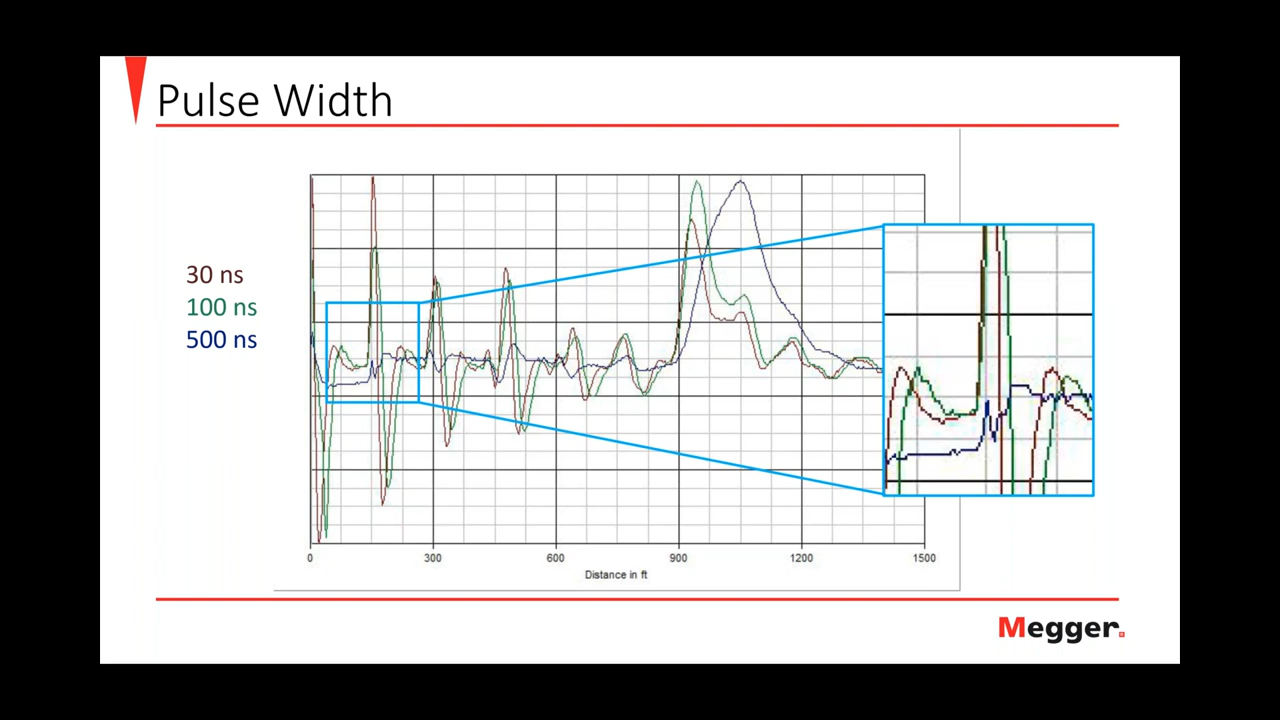 Pulse Width
30 ns
100 ns
500 ns
0 300 600 900 1200 1500
Distance in ft
Megger.